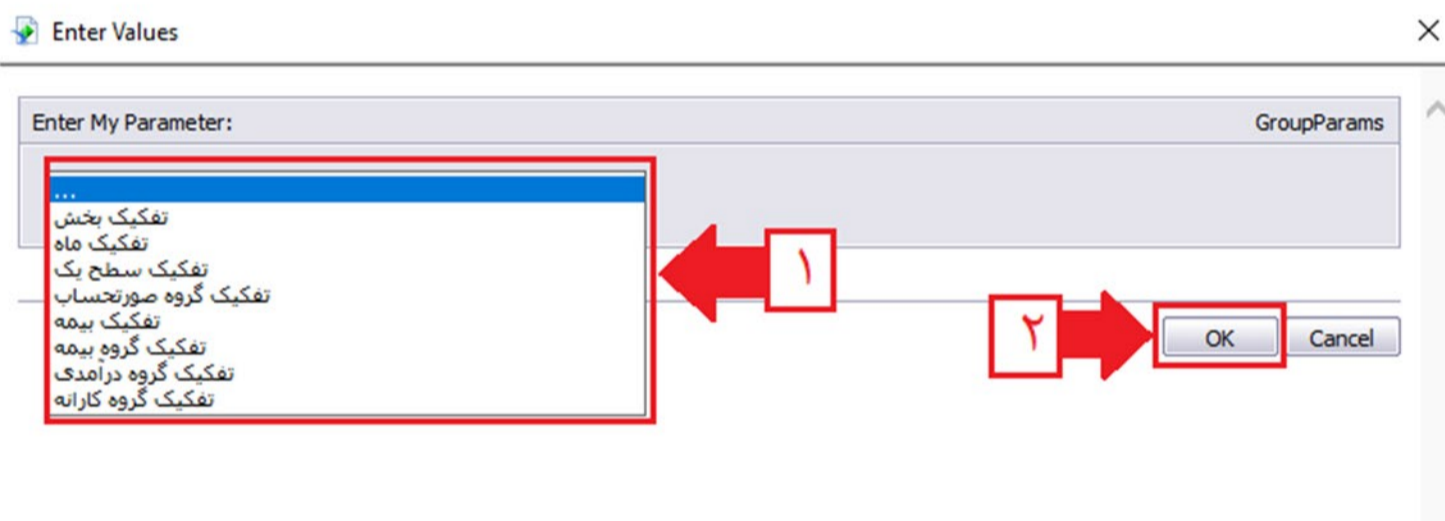 Enter Values
Enter My Parameter: GroupParams
...
تفکیک بخش
تفکیک ماه
تفکیک سطح یک
تفکیک گروه صورتحساب
تفکیک بیمه
تفکیک گروه بیمه
تفکیک گروه درآمدی
تفکیک گروه کارانه
۱
۲
OK Cancel